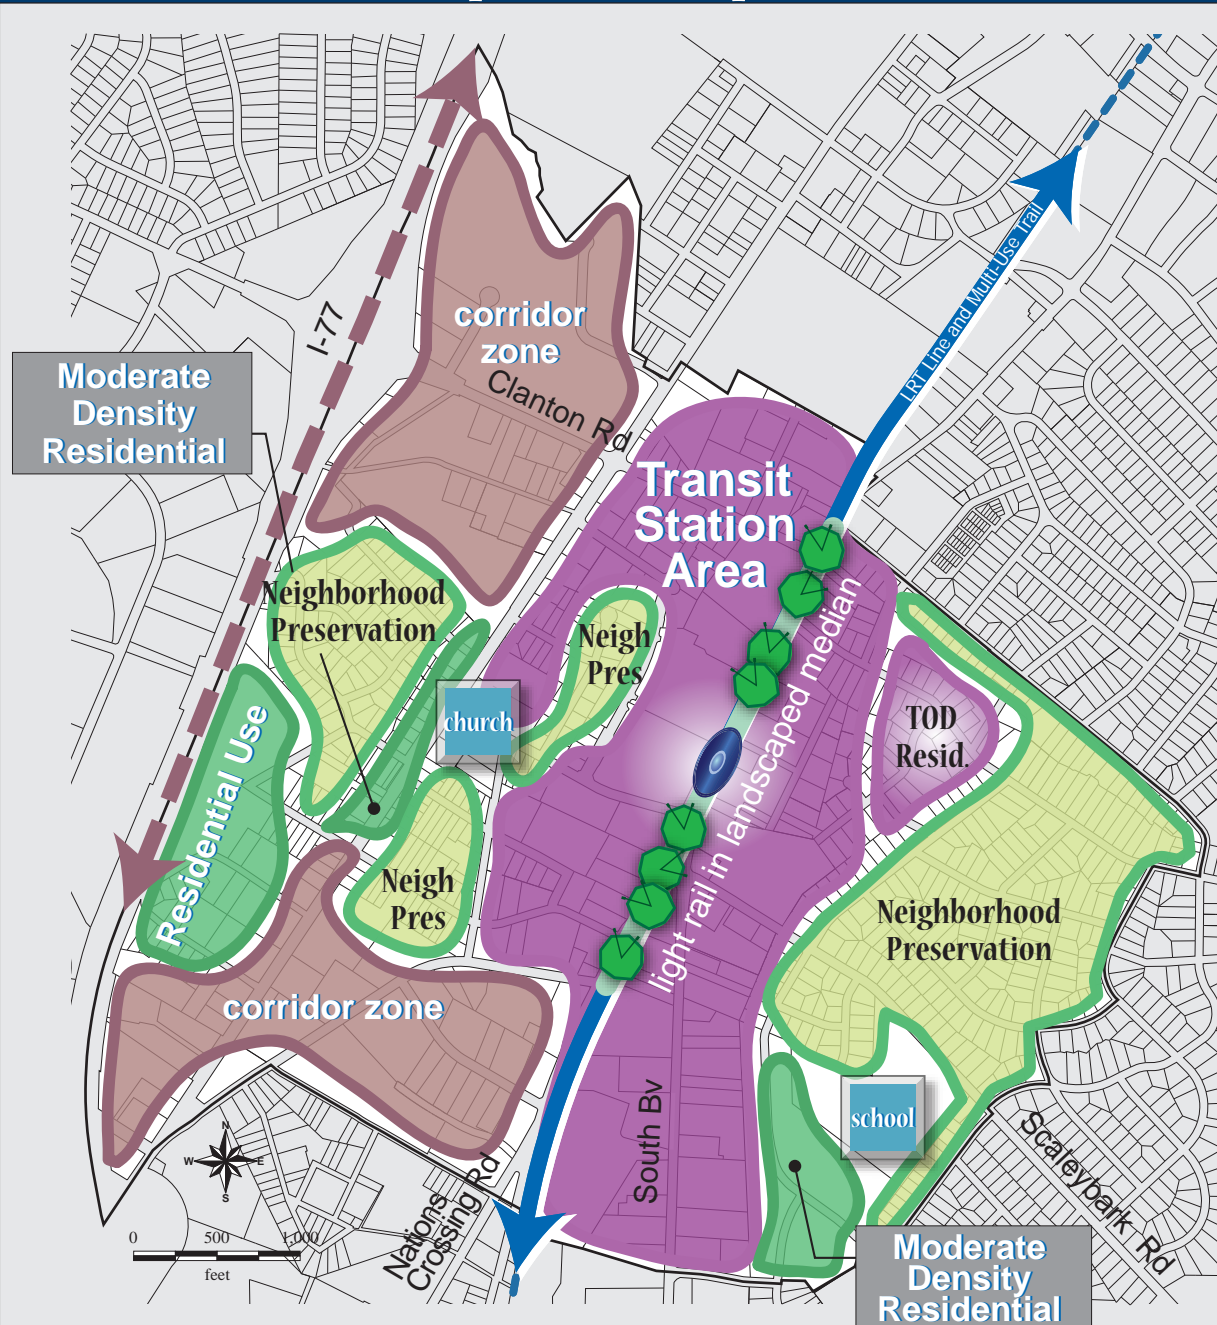 LRT Line and Multi-Use Trail
I-77
corridor
zone
Clanton Rd
Moderate
Density
Residential
Transit
Station
Area
Neighborhood
Preservation
Neigh
Pres
church
light rail in landscaped median
TOD
Resid.
Residential Use
Neigh
Pres
Neighborhood
Preservation
corridor zone
school
South Bv
Scaleybark Rd
N
W E
S
Nations
Crossing Rd
0 500 1,000
feet
Moderate
Density
Residential